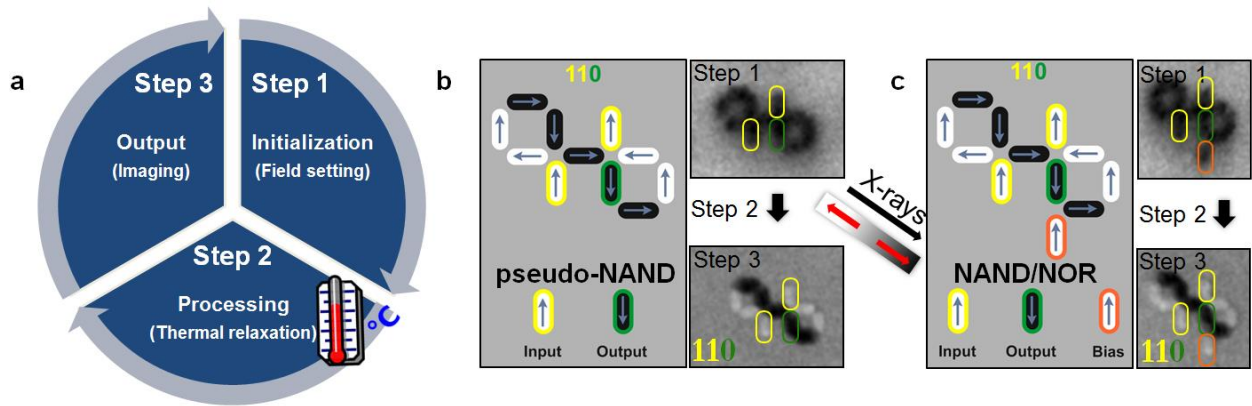 a
Step 3
Output
(Imaging)
Step 1
Initialization
(Field setting)
Step 2
Processing
(Thermal relaxation)
°C
b
110
pseudo-NAND
Input
Output
Step 1
Step 2
Step 3
110
X-rays
c
110
NAND/NOR
Input
Output
Bias
Step 1
Step 2
Step 3
110